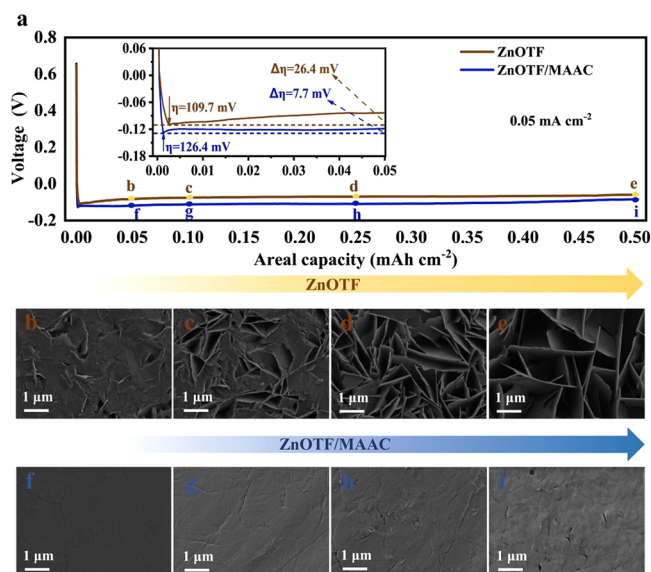 a
0.8
0.6
0.4
0.2
0.0
-0.2
Voltage (V)
0.06
0.00
-0.06
-0.12
-0.18
0.00 0.01 0.02 0.03 0.04 0.05
η=109.7 mV
η=126.4 mV
Δη=26.4 mV
Δη=7.7 mV
ZnOTF
ZnOTF/MAAC
0.05 mA cm⁻²
b c d e
f g h i
0.00 0.05 0.10 0.15 0.20 0.25 0.30 0.35 0.40 0.45 0.50
Areal capacity (mAh cm⁻²)
ZnOTF
b c d e
1 μm 1 μm 1 μm 1 μm
ZnOTF/MAAC
f g h i
1 μm 1 μm 1 μm 1 μm